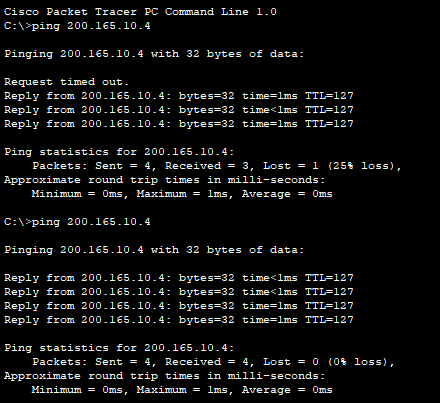 Cisco Packet Tracer PC Command Line 1.0
C:\>ping 200.165.10.4
Pinging 200.165.10.4 with 32 bytes of data:
Request timed out.
Reply from 200.165.10.4: bytes=32 time=1ms TTL=127
Reply from 200.165.10.4: bytes=32 time<1ms TTL=127
Reply from 200.165.10.4: bytes=32 time=1ms TTL=127
Ping statistics for 200.165.10.4:
Packets: Sent = 4, Received = 3, Lost = 1 (25% loss),
Approximate round trip times in milli-seconds:
Minimum = 0ms, Maximum = 1ms, Average = 0ms
C:\>ping 200.165.10.4
Pinging 200.165.10.4 with 32 bytes of data:
Reply from 200.165.10.4: bytes=32 time<1ms TTL=127
Reply from 200.165.10.4: bytes=32 time<1ms TTL=127
Reply from 200.165.10.4: bytes=32 time=1ms TTL=127
Reply from 200.165.10.4: bytes=32 time<1ms TTL=127
Ping statistics for 200.165.10.4:
Packets: Sent = 4, Received = 4, Lost = 0 (0% loss),
Approximate round trip times in milli-seconds:
Minimum = 0ms, Maximum = 1ms, Average = 0ms